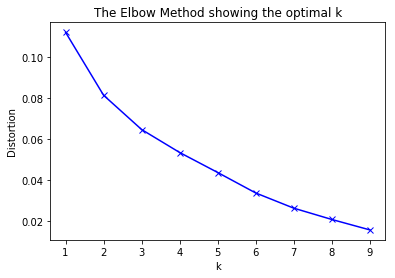 The Elbow Method showing the optimal k
0.10
0.08
0.06
0.04
0.02
Distortion
1 2 3 4 5 6 7 8 9
k